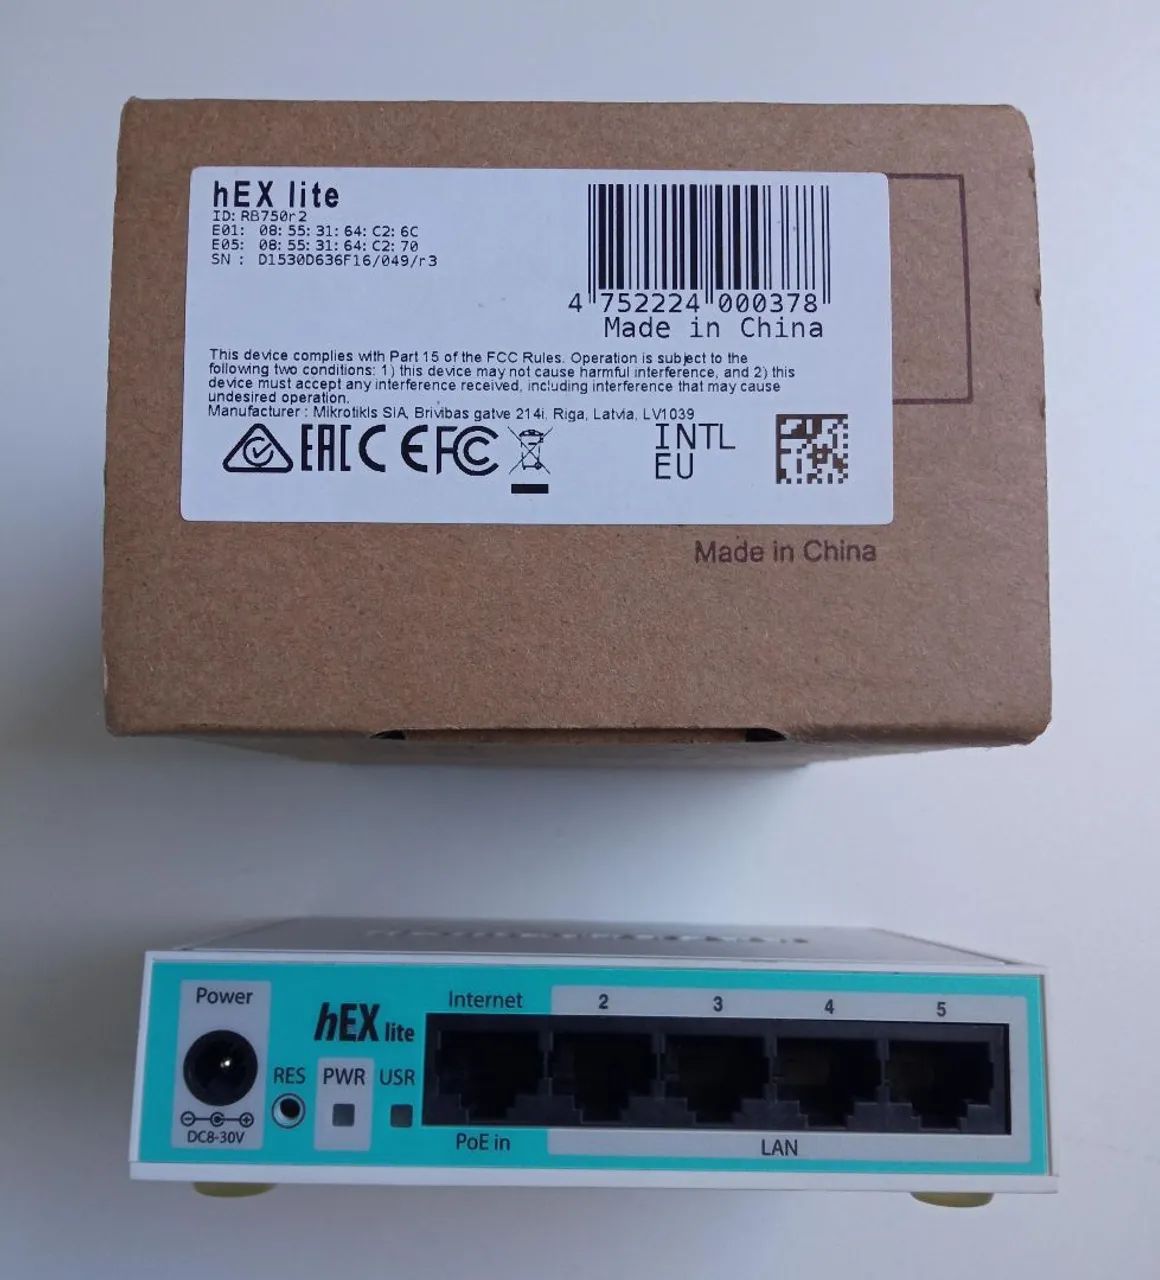 hEX lite
ID: RB750r2
E01: 08:55:31:64:C2:6C
E05: 08:55:31:64:C2:70
SN : D1530D636F16/049/r3
4 752224 000378
Made in China
This device complies with Part 15 of the FCC Rules. Operation is subject to the
following two conditions: 1) this device may not cause harmful interference, and 2) this
device must accept any interference received, including interference that may cause
undesired operation.
Manufacturer : Mikrotikls SIA, Brivibas gatve 214i, Riga, Latvia, LV1039
EAC CE FC
INTL
EU
Made in China
Power
hEX lite
Internet
2
3
4
5
RES
PWR
USR
DC8-30V
PoE in
LAN